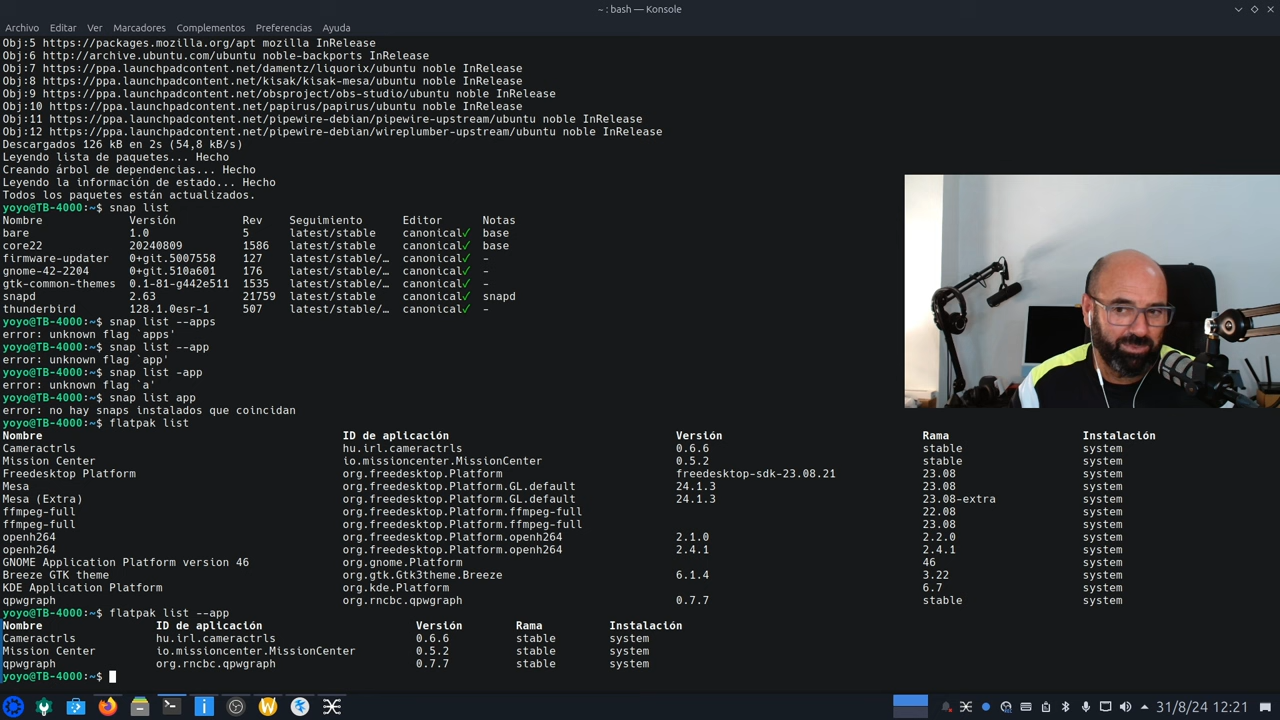 ~ : bash — Konsole
Archivo Editar Ver Marcadores Complementos Preferencias Ayuda
Obj:5 https://packages.mozilla.org/apt mozilla InRelease
Obj:6 http://archive.ubuntu.com/ubuntu noble-backports InRelease
Obj:7 https://ppa.launchpadcontent.net/damentz/liquorix/ubuntu noble InRelease
Obj:8 https://ppa.launchpadcontent.net/kisak/kisak-mesa/ubuntu noble InRelease
Obj:9 https://ppa.launchpadcontent.net/obsproject/obs-studio/ubuntu noble InRelease
Obj:10 https://ppa.launchpadcontent.net/papirus/papirus/ubuntu noble InRelease
Obj:11 https://ppa.launchpadcontent.net/pipewire-debian/pipewire-upstream/ubuntu noble InRelease
Obj:12 https://ppa.launchpadcontent.net/pipewire-debian/wireplumber-upstream/ubuntu noble InRelease
Descargados 126 kB en 2s (54,8 kB/s)
Leyendo lista de paquetes... Hecho
Creando árbol de dependencias... Hecho
Leyendo la información de estado... Hecho
Todos los paquetes están actualizados.
yoyo@TB-4000:~$ snap list
Nombre Versión Rev Seguimiento Editor Notas
bare 1.0 5 latest/stable canonical✓ base
core22 20240809 1586 latest/stable canonical✓ base
firmware-updater 0+git.5007558 127 latest/stable/… canonical✓ -
gnome-42-2204 0+git.510a601 176 latest/stable/… canonical✓ -
gtk-common-themes 0.1-81-g442e511 1535 latest/stable/… canonical✓ -
snapd 2.63 21759 latest/stable canonical✓ snapd
thunderbird 128.1.0esr-1 507 latest/stable/… canonical✓ -
yoyo@TB-4000:~$ snap list --apps
error: unknown flag `apps'
yoyo@TB-4000:~$ snap list --app
error: unknown flag `app'
yoyo@TB-4000:~$ snap list -app
error: unknown flag `a'
yoyo@TB-4000:~$ snap list app
error: no hay snaps instalados que coincidan
yoyo@TB-4000:~$ flatpak list
Nombre ID de aplicación Versión Rama Instalación
Cameractrls hu.irl.cameractrls 0.6.6 stable system
Mission Center io.missioncenter.MissionCenter 0.5.2 stable system
Freedesktop Platform org.freedesktop.Platform freedesktop-sdk-23.08.21 23.08 system
Mesa org.freedesktop.Platform.GL.default 24.1.3 23.08 system
Mesa (Extra) org.freedesktop.Platform.GL.default 24.1.3 23.08-extra system
ffmpeg-full org.freedesktop.Platform.ffmpeg-full 22.08 system
ffmpeg-full org.freedesktop.Platform.ffmpeg-full 23.08 system
openh264 org.freedesktop.Platform.openh264 2.1.0 2.2.0 system
openh264 org.freedesktop.Platform.openh264 2.4.1 2.4.1 system
GNOME Application Platform version 46 org.gnome.Platform 46 system
Breeze GTK theme org.gtk.Gtk3theme.Breeze 6.1.4 3.22 system
KDE Application Platform org.kde.Platform 6.7 system
qpwgraph org.rncbc.qpwgraph 0.7.7 stable system
yoyo@TB-4000:~$ flatpak list --app
Nombre ID de aplicación Versión Rama Instalación
Cameractrls hu.irl.cameractrls 0.6.6 stable system
Mission Center io.missioncenter.MissionCenter 0.5.2 stable system
qpwgraph org.rncbc.qpwgraph 0.7.7 stable system
yoyo@TB-4000:~$
31/8/24 12:21